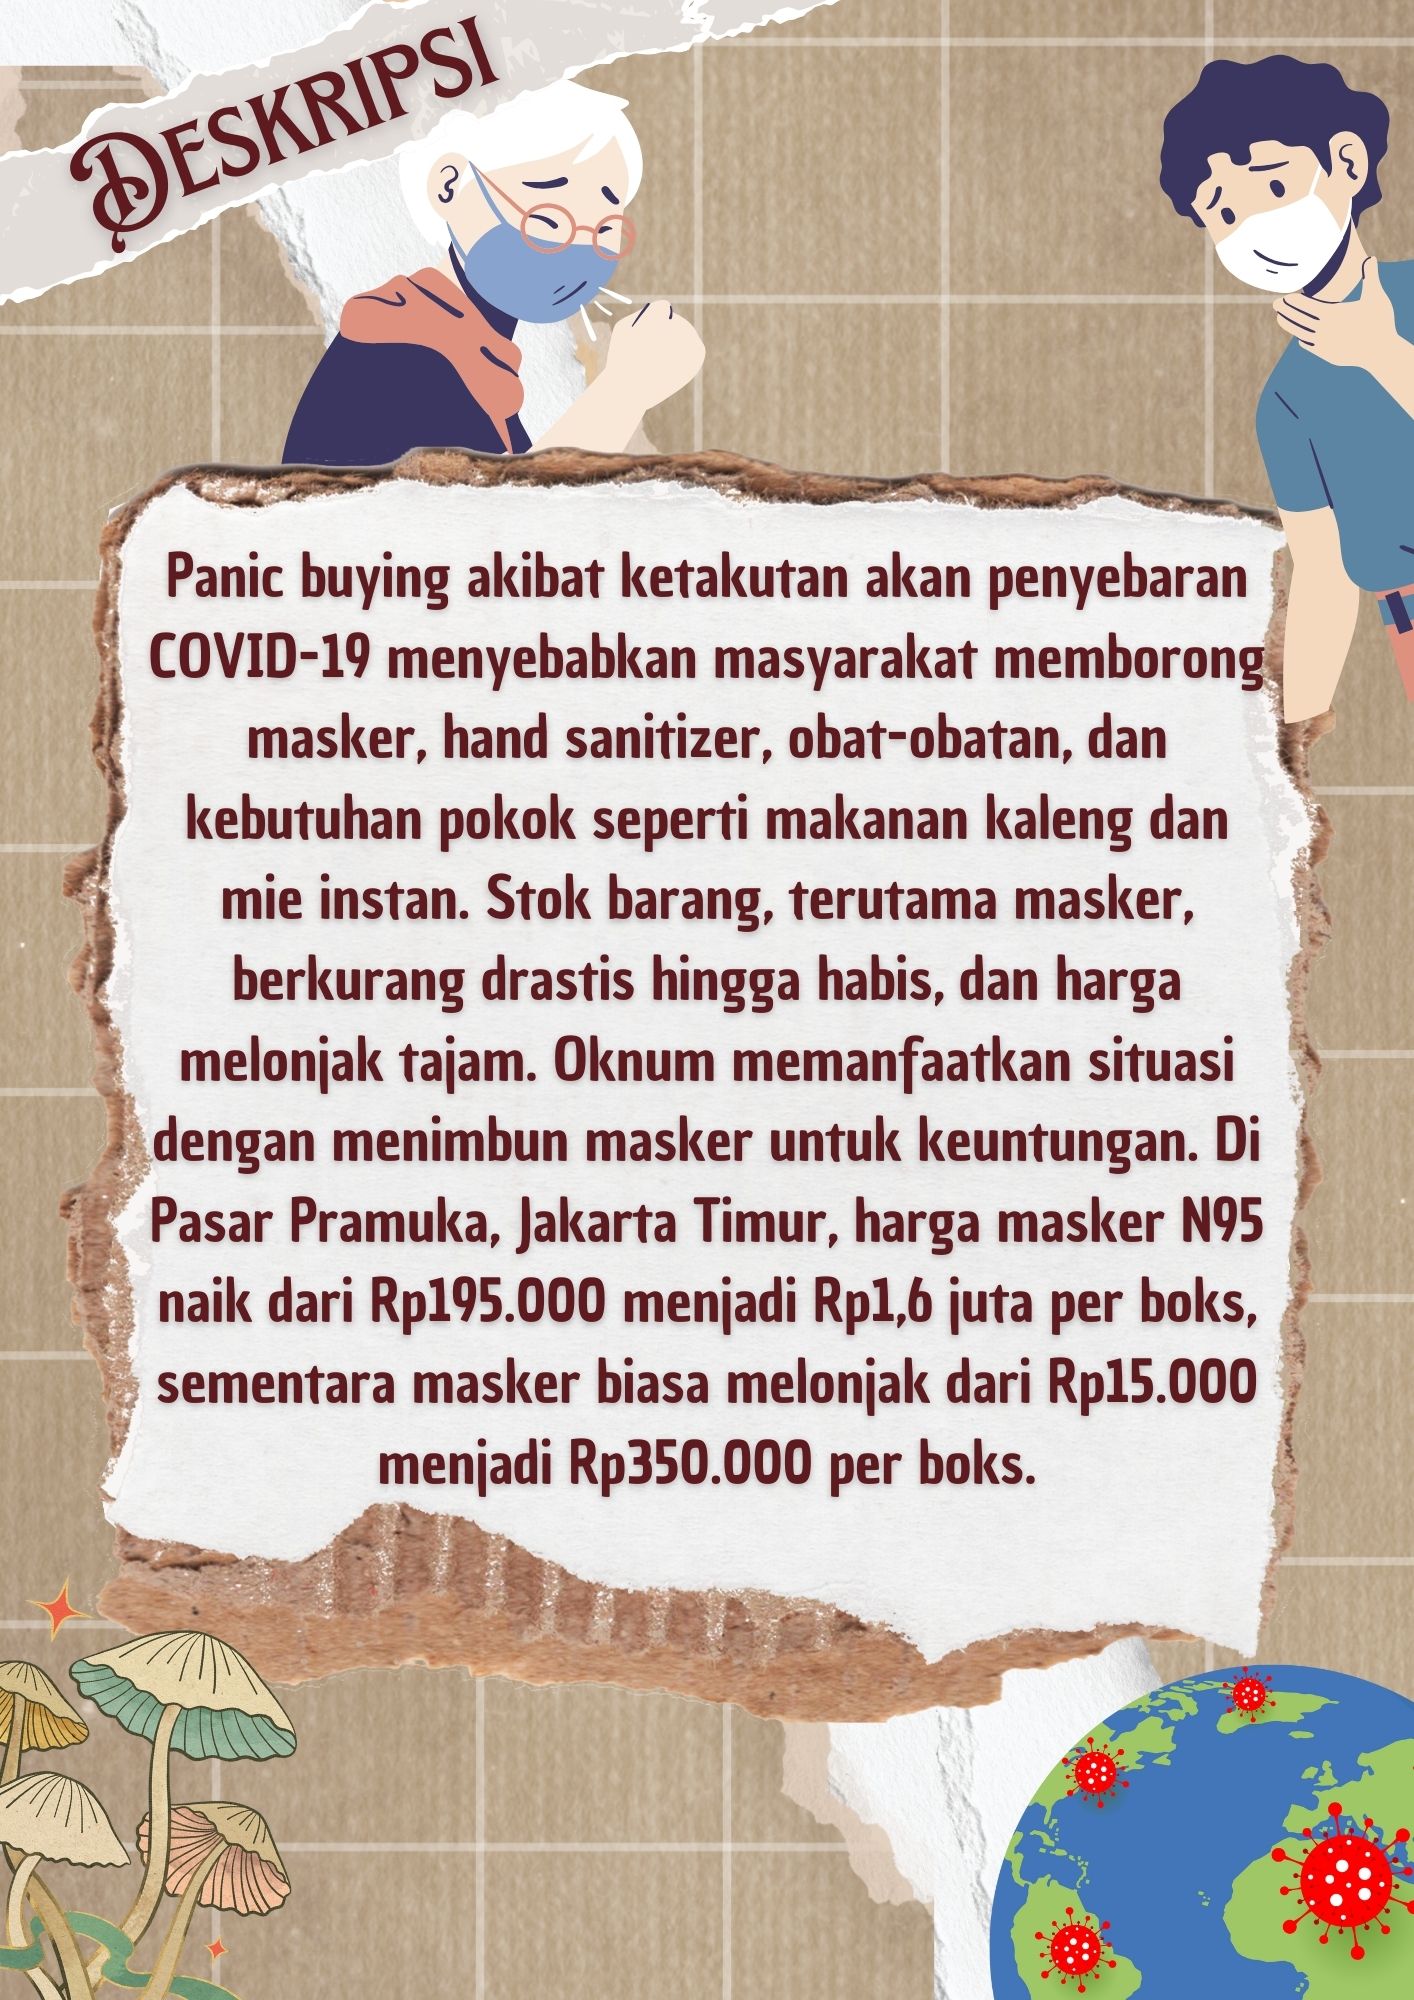 DESKRIPSI
Panic buying akibat ketakutan akan penyebaran
COVID-19 menyebabkan masyarakat memborong
masker, hand sanitizer, obat-obatan, dan
kebutuhan pokok seperti makanan kaleng dan
mie instan. Stok barang, terutama masker,
berkurang drastis hingga habis, dan harga
melonjak tajam. Oknum memanfaatkan situasi
dengan menimbun masker untuk keuntungan. Di
Pasar Pramuka, Jakarta Timur, harga masker N95
naik dari Rp195.000 menjadi Rp1,6 juta per boks,
sementara masker biasa melonjak dari Rp15.000
menjadi Rp350.000 per boks.